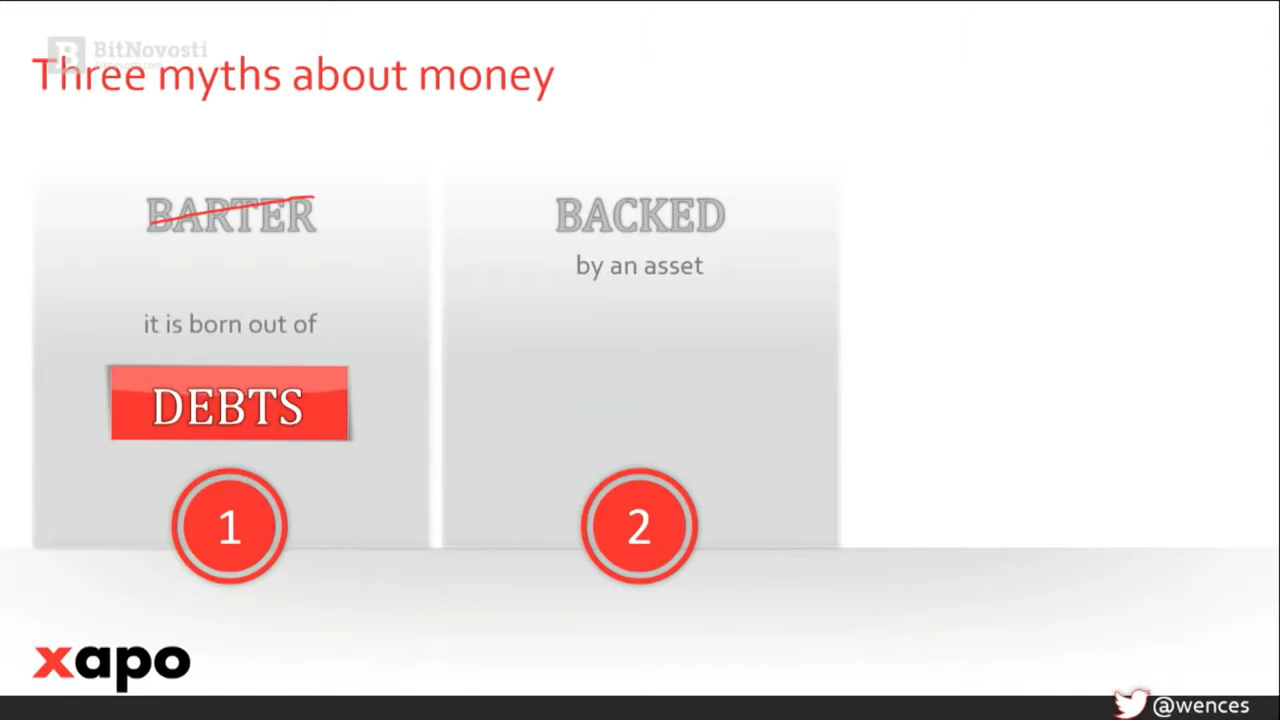 BitNovosti
Three myths about money
BARTER
it is born out of
DEBTS
1
BACKED
by an asset
2
xapo
@wences